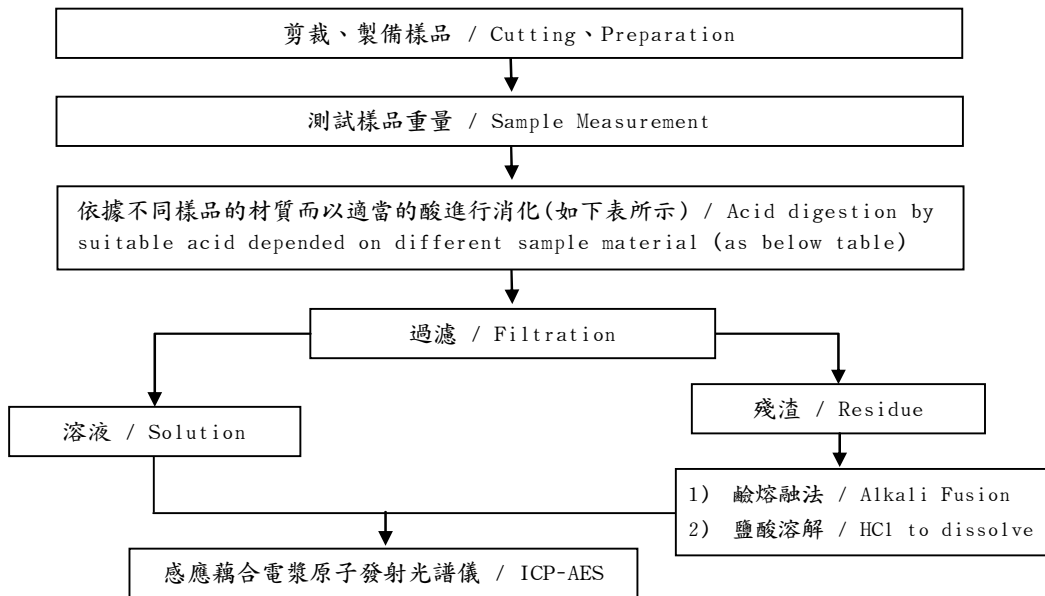 剪裁、製備樣品 / Cutting、Preparation
測試樣品重量 / Sample Measurement
依據不同樣品的材質而以適當的酸進行消化(如下表所示) / Acid digestion by
suitable acid depended on different sample material (as below table)
過濾 / Filtration
溶液 / Solution
殘渣 / Residue
1) 鹼熔融法 / Alkali Fusion
2) 鹽酸溶解 / HCl to dissolve
感應藕合電漿原子發射光譜儀 / ICP-AES